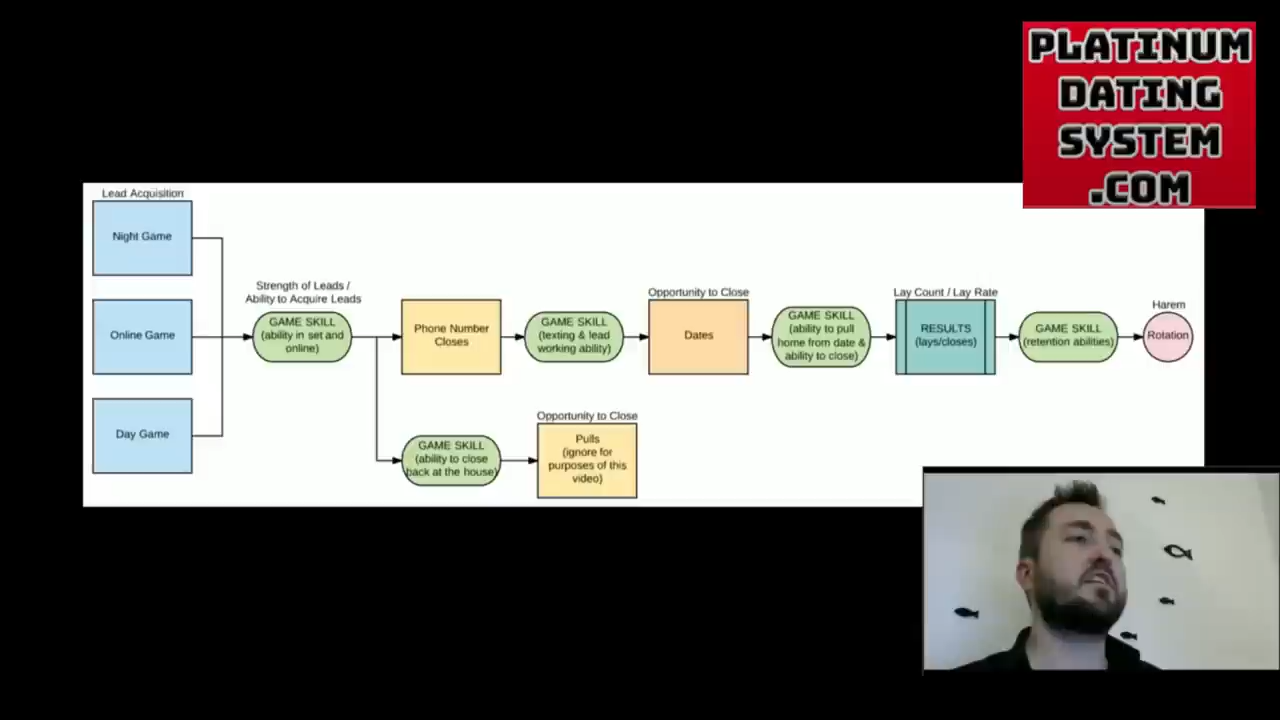 PLATINUM
DATING
SYSTEM
.COM
Lead Acquisition
Night Game
Online Game
Day Game
Strength of Leads /
Ability to Acquire Leads
GAME SKILL
(ability in set and
online)
Phone Number
Closes
GAME SKILL
(texting & lead
working ability)
Opportunity to Close
Dates
GAME SKILL
(ability to pull
home from date &
ability to close)
Lay Count / Lay Rate
RESULTS
(lays/closes)
GAME SKILL
(retention abilities)
Harem
Rotation
GAME SKILL
(ability to close
back at the house)
Opportunity to Close
Pulls
(ignore for
purposes of this
video)